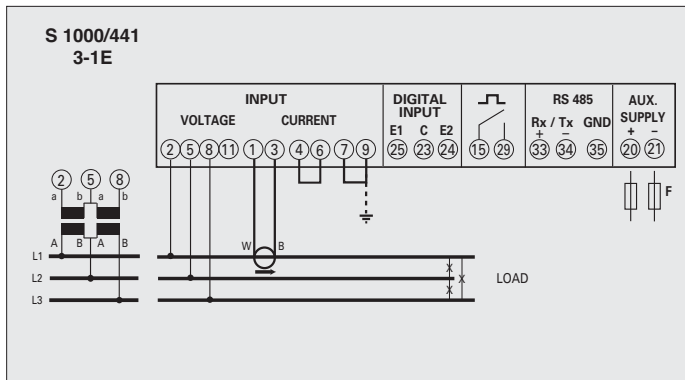 S 1000/441
3-1E
INPUT
VOLTAGE CURRENT
2 5 8 11 1 3 4 6 7 9
DIGITAL
INPUT
E1 C E2
25 23 24
15 29
RS 485
Rx / Tx GND
+ –
33 34 35
AUX.
SUPPLY
+ –
20 21
F
2 5 8
a b a b
A B A B
W B
L1
L2
L3
LOAD